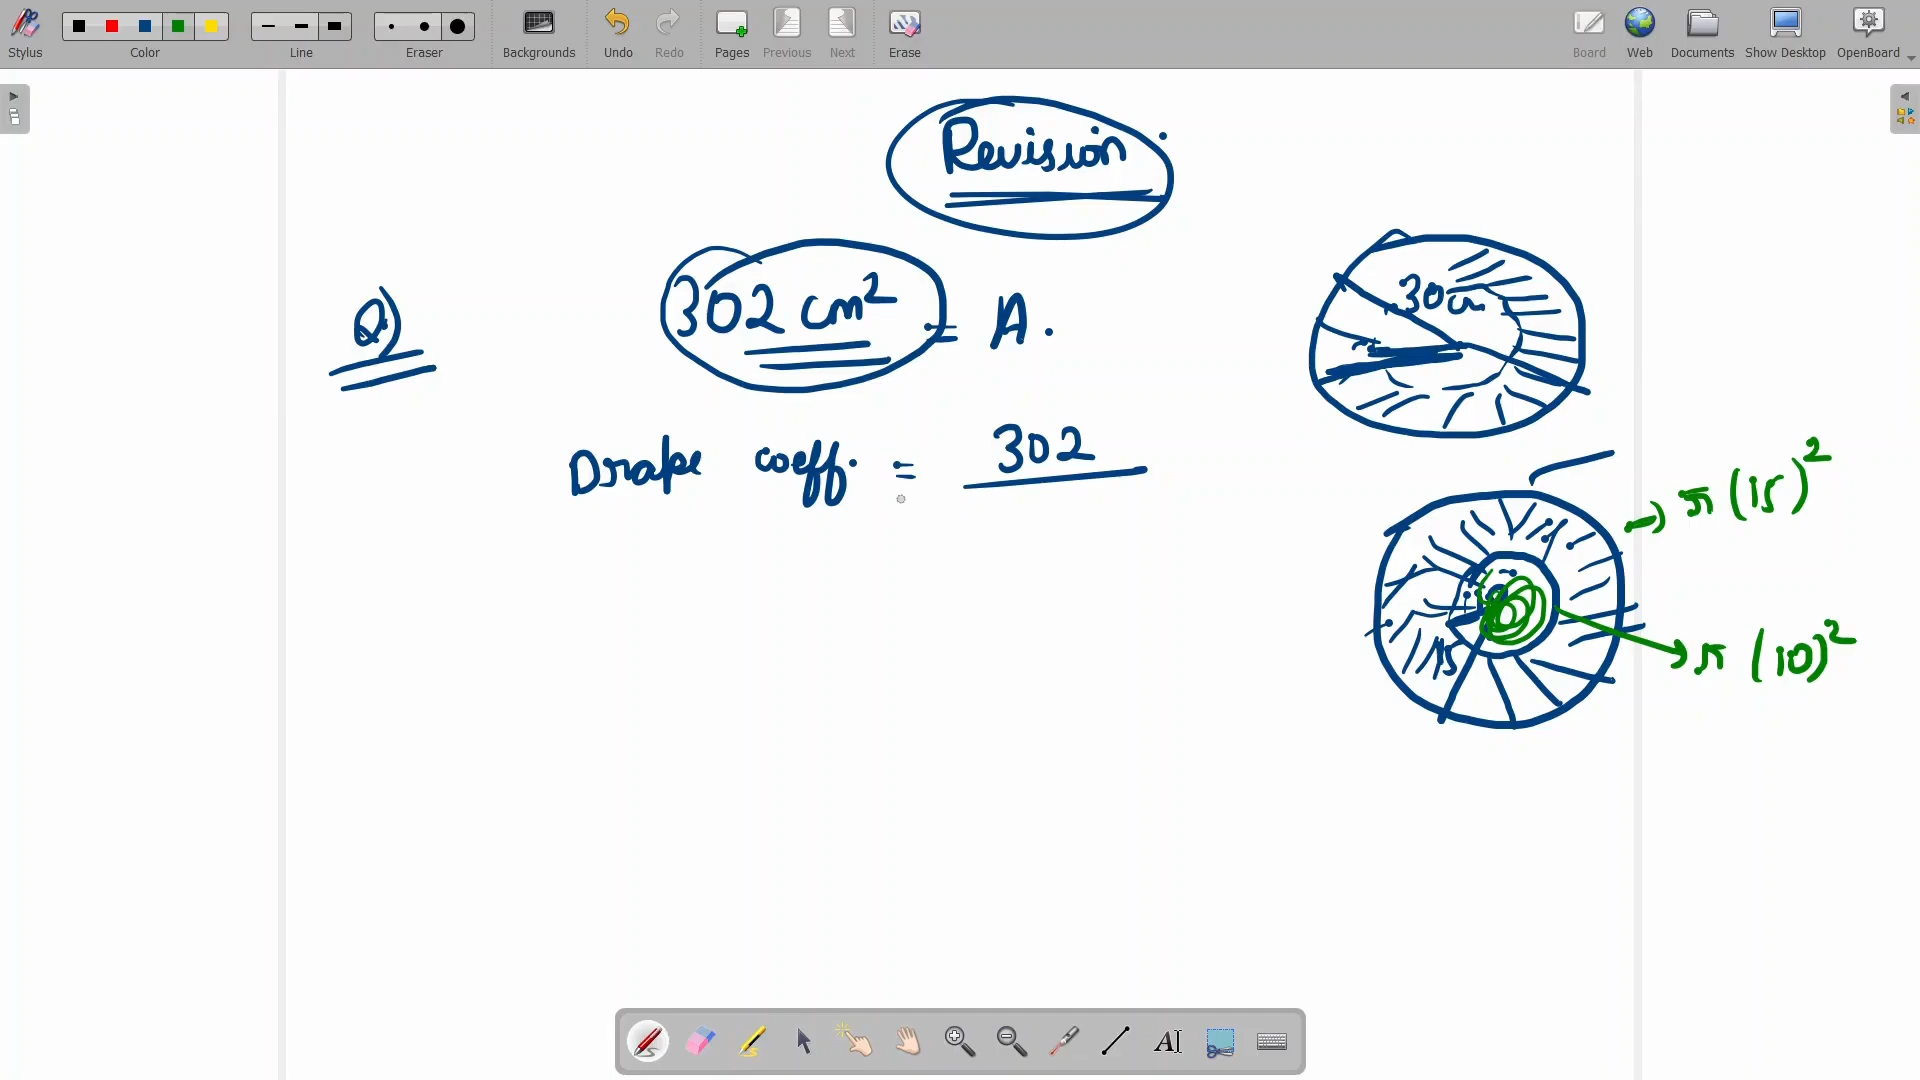 Stylus Color Line Eraser Backgrounds Undo Redo Pages Previous Next Erase Board Web Documents Show Desktop OpenBoard
Revision
Q) 302 cm² = A.
30cm
Drape coeff. = 302
π (15)²
15
π (10)²